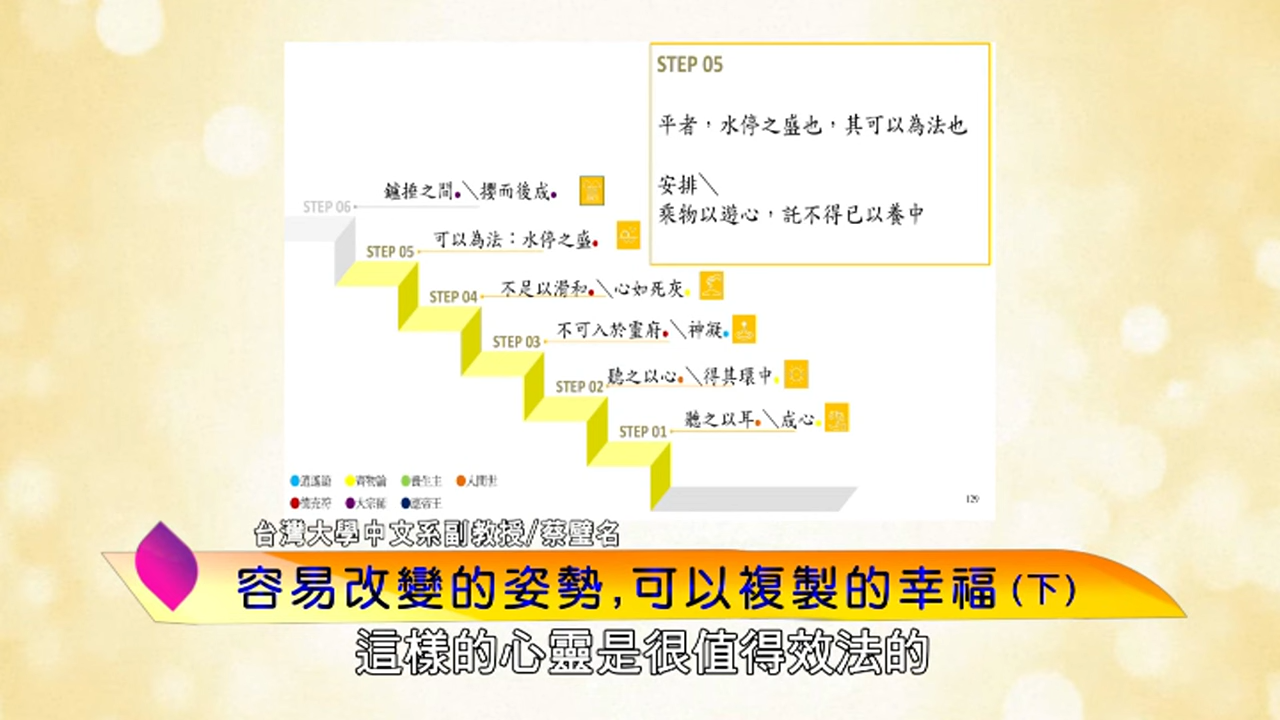 STEP 05
平者，水停之盛也，其可以為法也
安排╲
乘物以遊心，託不得已以養中
STEP 06
鑪捶之間 ╲攖而後成
STEP 05
可以為法：水停之盛
STEP 04
不足以滑和 ╲心如死灰
STEP 03
不可入於靈府 ╲神凝
STEP 02
聽之以心 ╲得其環中
STEP 01
聽之以耳 ╲成心
逍遙遊 齊物論 養生主 人間世
德充符 大宗師 應帝王
129
台灣大學中文系副教授/蔡璧名
容易改變的姿勢,可以複製的幸福(下)
這樣的心靈是很值得效法的